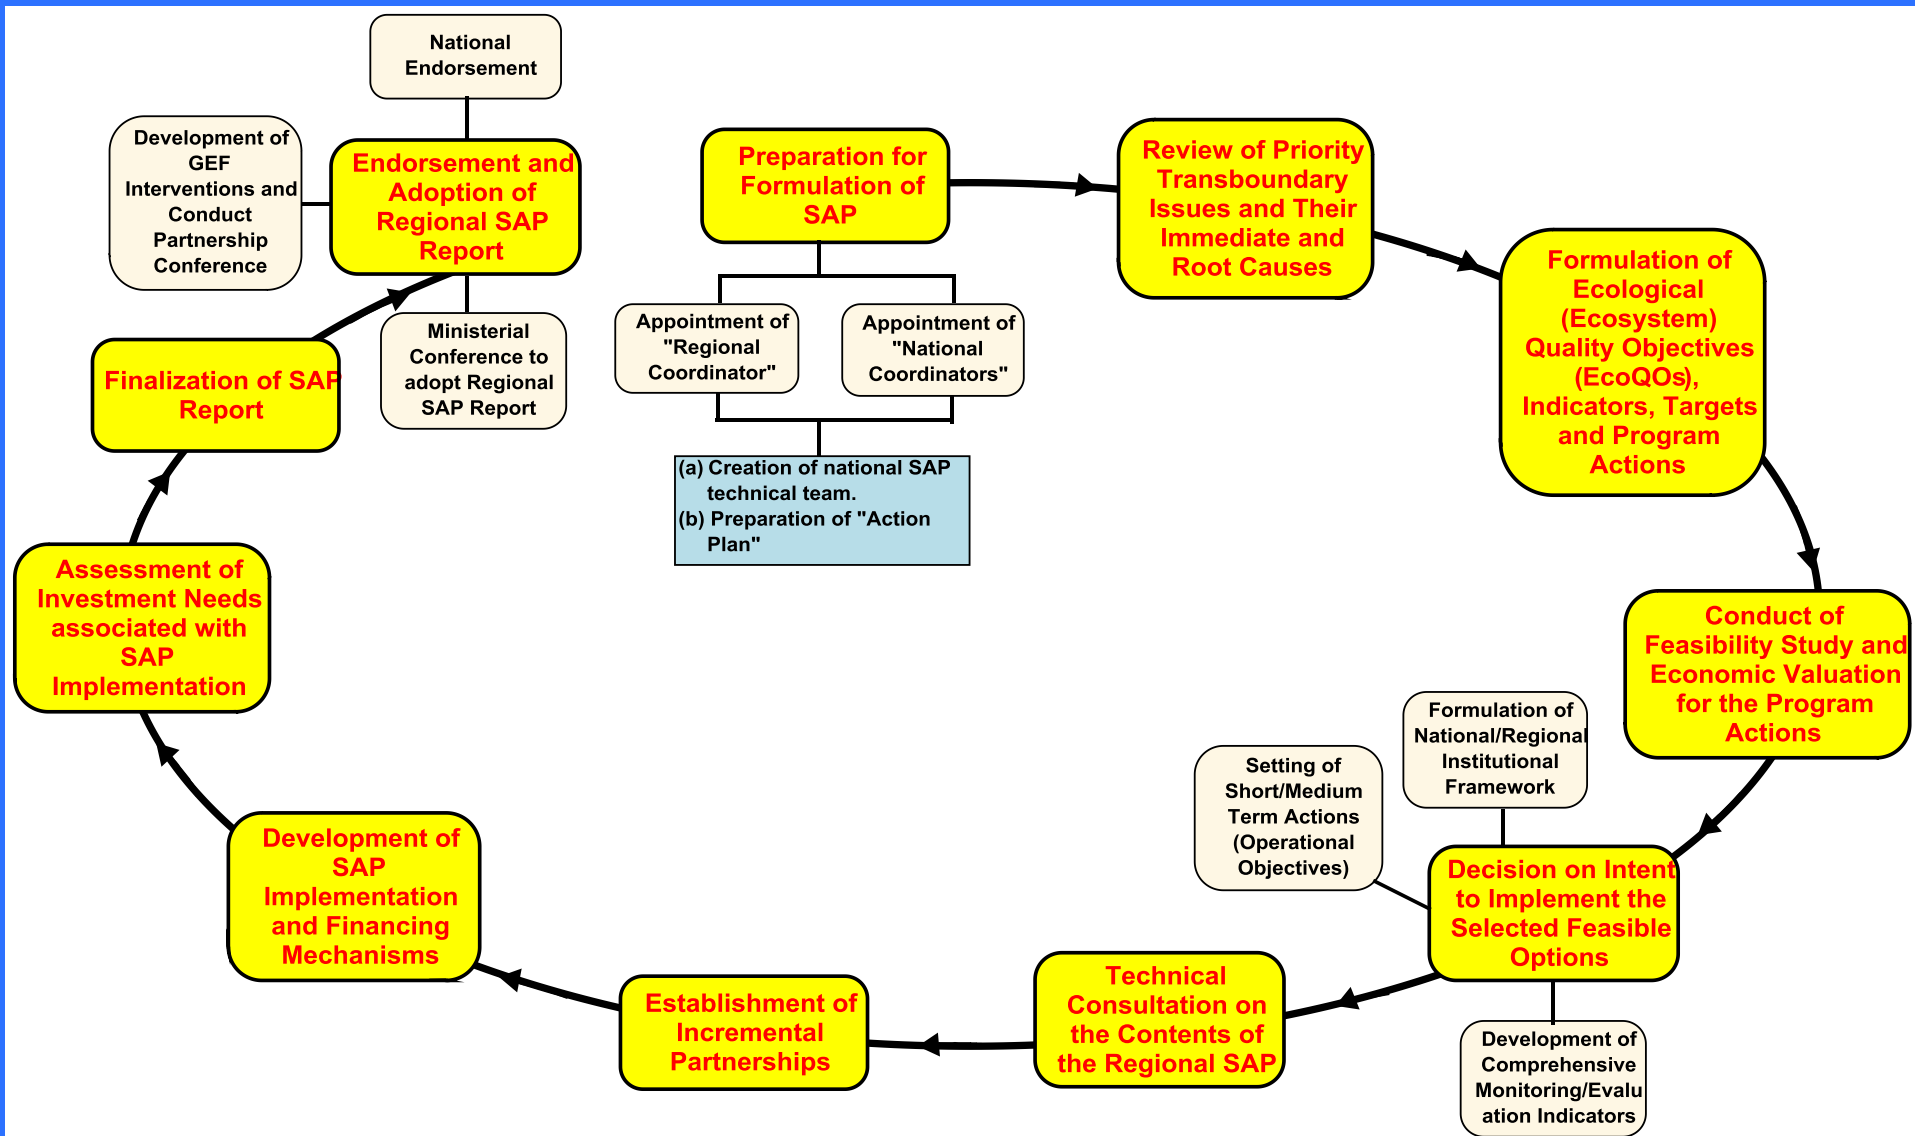 National
Endorsement
Development of
GEF
Interventions and
Conduct
Partnership
Conference
Endorsement and
Adoption of
Regional SAP
Report
Ministerial
Conference to
adopt Regional
SAP Report
Finalization of SAP
Report
Preparation for
Formulation of
SAP
Appointment of
"Regional
Coordinator"
Appointment of
"National
Coordinators"
(a) Creation of national SAP
technical team.
(b) Preparation of "Action
Plan"
Review of Priority
Transboundary
Issues and Their
Immediate and
Root Causes
Formulation of
Ecological
(Ecosystem)
Quality Objectives
(EcoQOs),
Indicators, Targets
and Program
Actions
Conduct of
Feasibility Study and
Economic Valuation
for the Program
Actions
Formulation of
National/Regional
Institutional
Framework
Setting of
Short/Medium
Term Actions
(Operational
Objectives)
Decision on Intent
to Implement the
Selected Feasible
Options
Development of
Comprehensive
Monitoring/Evalu
ation Indicators
Technical
Consultation on
the Contents of
the Regional SAP
Establishment of
Incremental
Partnerships
Development of
SAP
Implementation
and Financing
Mechanisms
Assessment of
Investment Needs
associated with
SAP
Implementation